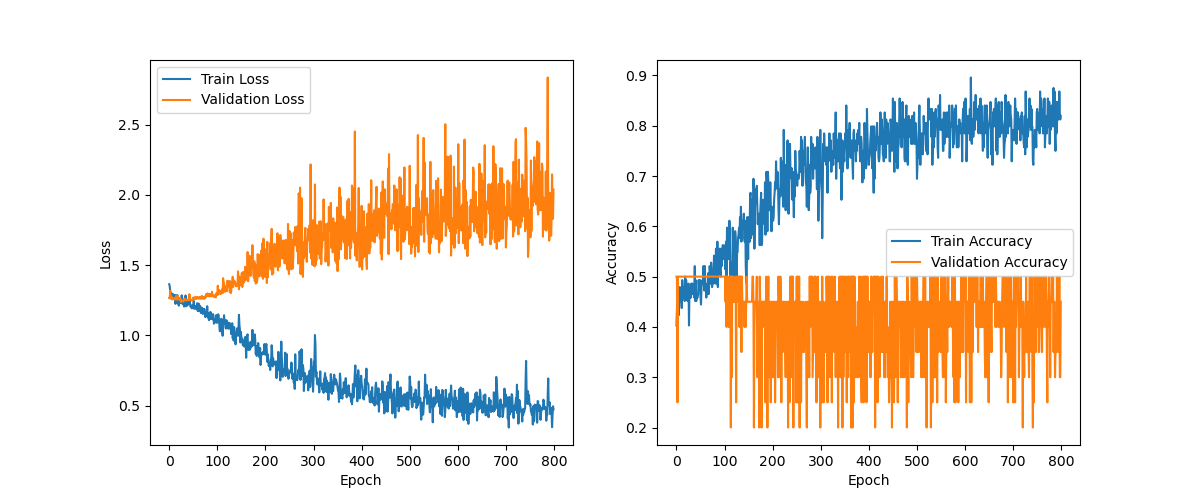 Train Loss
Validation Loss
2.5
2.0
1.5
1.0
0.5
Loss
0 100 200 300 400 500 600 700 800
Epoch
0.9
0.8
0.7
0.6
0.5
0.4
0.3
0.2
Accuracy
Train Accuracy
Validation Accuracy
0 100 200 300 400 500 600 700 800
Epoch